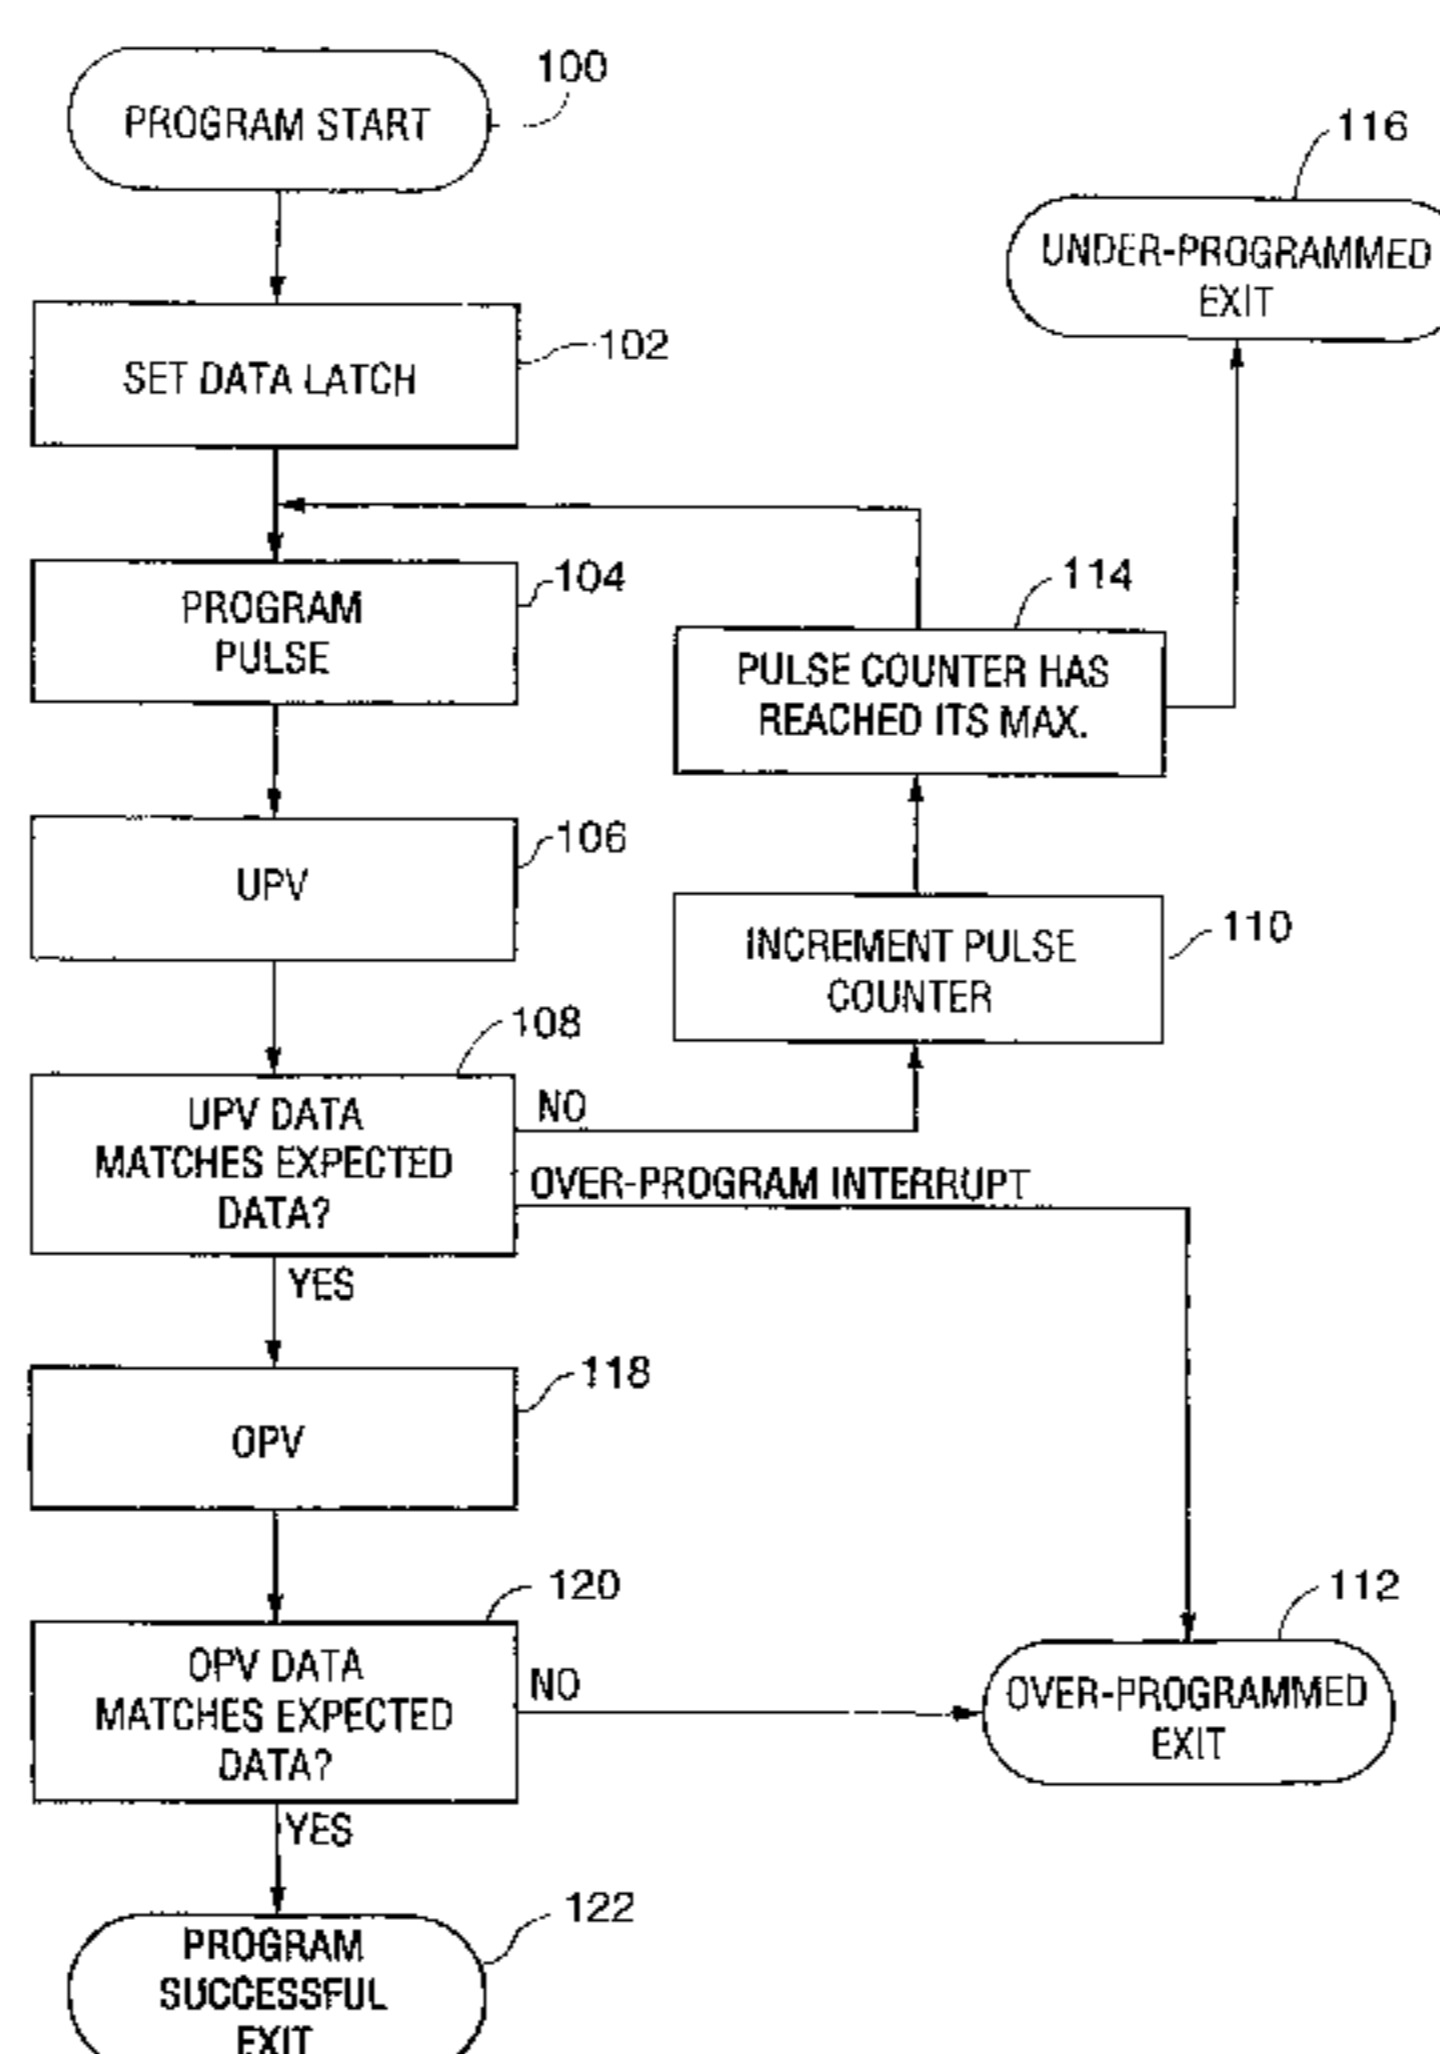 PROGRAM START
100
116
UNDER-PROGRAMMED
EXIT
SET DATA LATCH
102
PROGRAM
PULSE
104
114
PULSE COUNTER HAS
REACHED ITS MAX.
UPV
106
INCREMENT PULSE
COUNTER
110
108
UPV DATA
MATCHES EXPECTED
DATA?
NO
OVER-PROGRAM INTERRUPT
YES
OPV
118
120
OPV DATA
MATCHES EXPECTED
DATA?
NO
112
OVER-PROGRAMMED
EXIT
YES
122
PROGRAM
SUCCESSFUL
EXIT